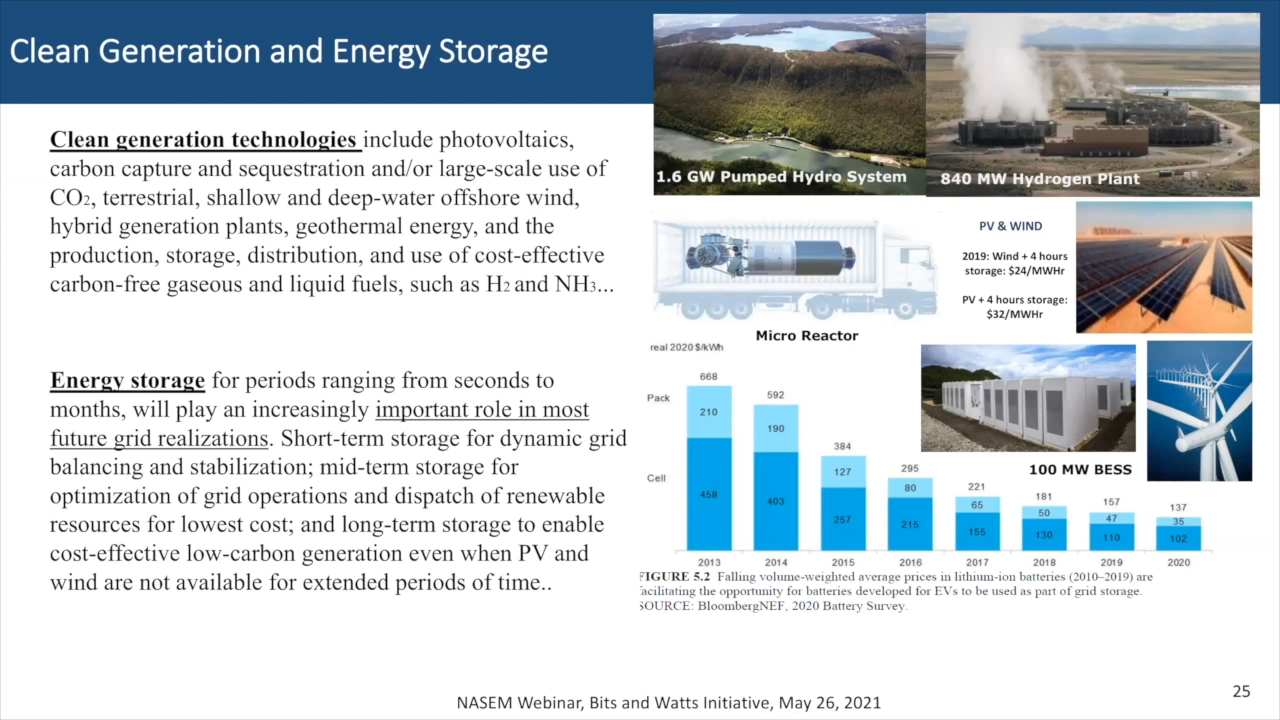 Clean Generation and Energy Storage
Clean generation technologies include photovoltaics,
carbon capture and sequestration and/or large-scale use of
CO2, terrestrial, shallow and deep-water offshore wind,
hybrid generation plants, geothermal energy, and the
production, storage, distribution, and use of cost-effective
carbon-free gaseous and liquid fuels, such as H2 and NH3...
Energy storage for periods ranging from seconds to
months, will play an increasingly important role in most
future grid realizations. Short-term storage for dynamic grid
balancing and stabilization; mid-term storage for
optimization of grid operations and dispatch of renewable
resources for lowest cost; and long-term storage to enable
cost-effective low-carbon generation even when PV and
wind are not available for extended periods of time..
1.6 GW Pumped Hydro System
840 MW Hydrogen Plant
PV & WIND
2019: Wind + 4 hours
storage: $24/MWHr
PV + 4 hours storage:
$32/MWHr
Micro Reactor
100 MW BESS
real 2020 $/kWh
Pack
Cell
668
210
458
592
190
403
384
127
257
295
80
215
221
65
155
181
50
130
157
47
110
137
35
102
2013 2014 2015 2016 2017 2018 2019 2020
FIGURE 5.2 Falling volume-weighted average prices in lithium-ion batteries (2010–2019) are
facilitating the opportunity for batteries developed for EVs to be used as part of grid storage.
SOURCE: BloombergNEF, 2020 Battery Survey.
NASEM Webinar, Bits and Watts Initiative, May 26, 2021
25